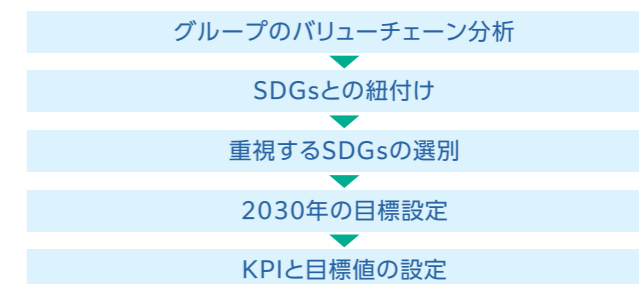 グループのバリューチェーン分析
SDGsとの紐付け
重視するSDGsの選別
2030年の目標設定
KPIと目標値の設定